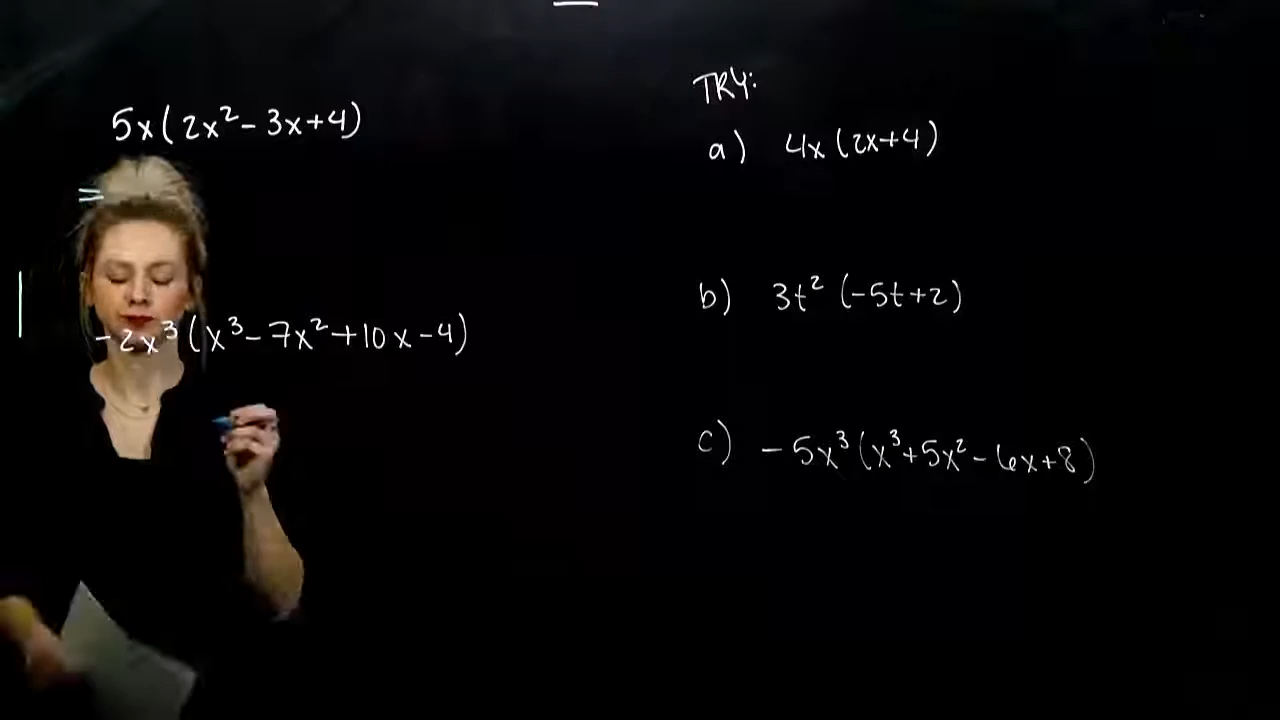 5x(2x² - 3x+4)
=
-2x³(x³ - 7x² + 10x - 4)
TRY:
a) 4x(2x+4)
b) 3t² (-5t+2)
c) -5x³(x³+5x² - 6x+8)